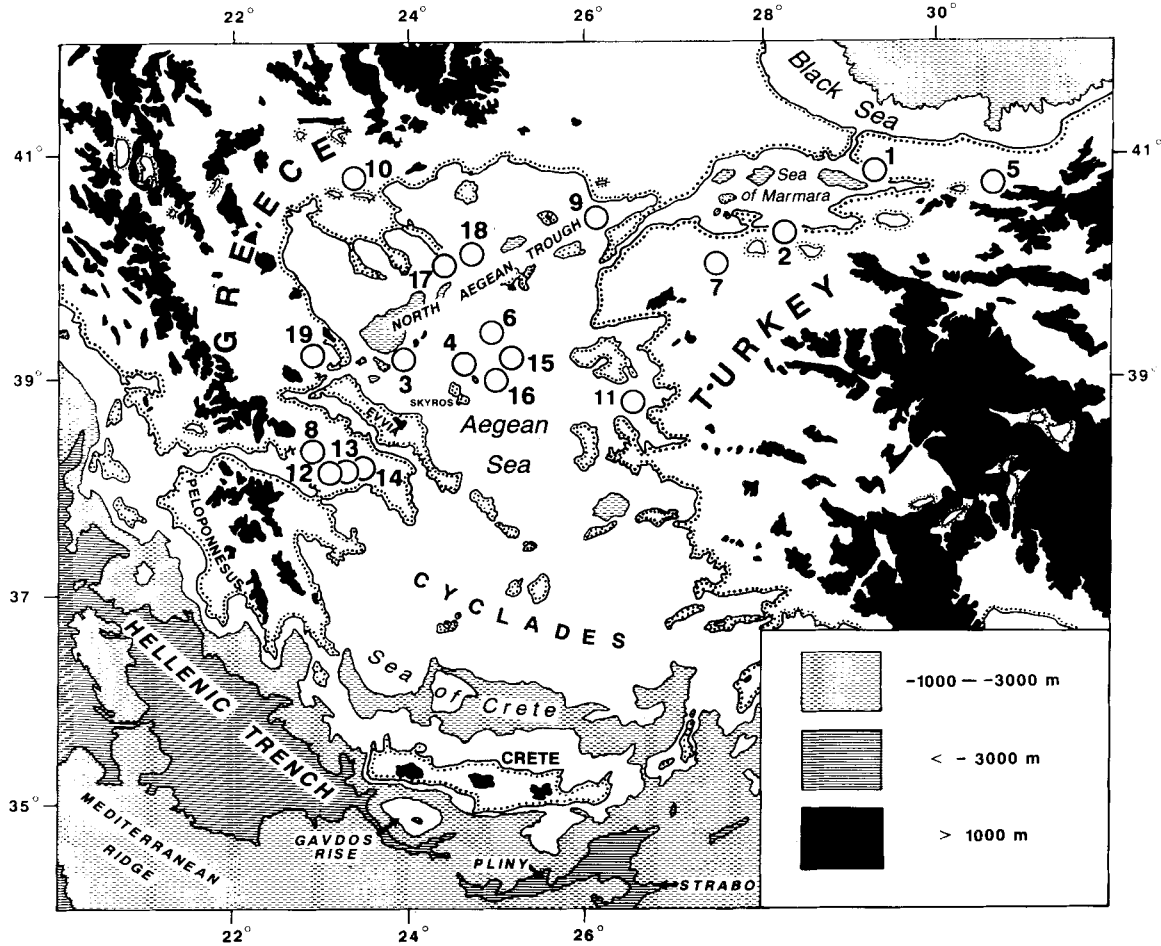 22° 24° 26° 28° 30°
Black Sea
41° 41°
GREECE
10
1
5
Sea
of Marmara
9
18
17
2
7
NORTH AEGEAN TROUGH
TURKEY
6
4
19
15
3
16
39° 39°
SKYROS
11
EVVIA
Aegean
Sea
8
13
12
14
PELOPONNESUS
37 37
CYCLADES
HELLENIC TRENCH
Sea of Crete
-1000 — -3000 m
CRETE
< - 3000 m
35° 35°
MEDITERRANEAN
RIDGE
GAVDOS
RISE
> 1000 m
PLINY
STRABO
22° 24° 26° 28° 30°